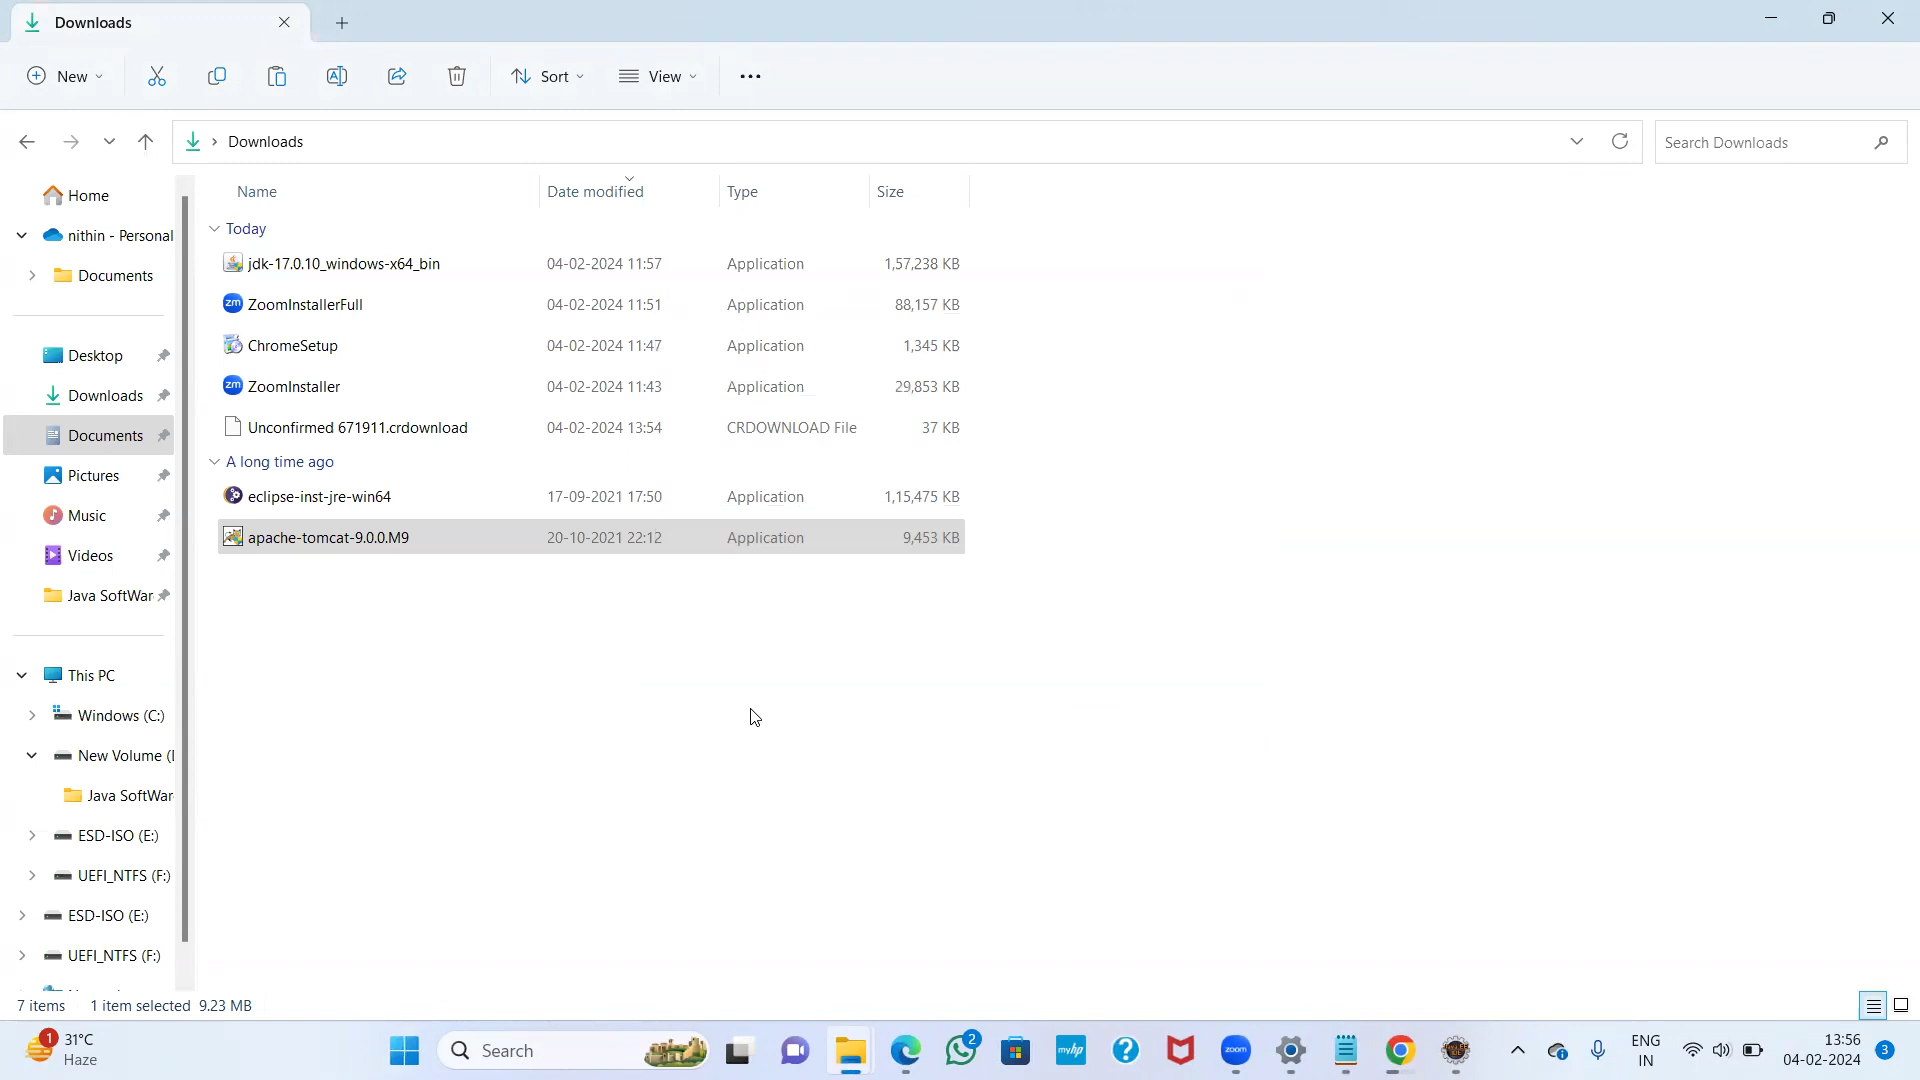 Downloads
New
Sort
View
Downloads
Search Downloads
Home
nithin - Personal
Documents
Desktop
Downloads
Documents
Pictures
Music
Videos
Java SoftWar
This PC
Windows (C:)
New Volume (
Java SoftWar
ESD-ISO (E:)
UEFI_NTFS (F:)
ESD-ISO (E:)
UEFI_NTFS (F:)
Name Date modified Type Size
Today
jdk-17.0.10_windows-x64_bin 04-02-2024 11:57 Application 1,57,238 KB
ZoomInstallerFull 04-02-2024 11:51 Application 88,157 KB
ChromeSetup 04-02-2024 11:47 Application 1,345 KB
ZoomInstaller 04-02-2024 11:43 Application 29,853 KB
Unconfirmed 671911.crdownload 04-02-2024 13:54 CRDOWNLOAD File 37 KB
A long time ago
eclipse-inst-jre-win64 17-09-2021 17:50 Application 1,15,475 KB
apache-tomcat-9.0.0.M9 20-10-2021 22:12 Application 9,453 KB
7 items 1 item selected 9.23 MB
1
31°C
Haze
Search
zm
zm
2
myhp
zoom
ENG
IN
13:56
04-02-2024
3